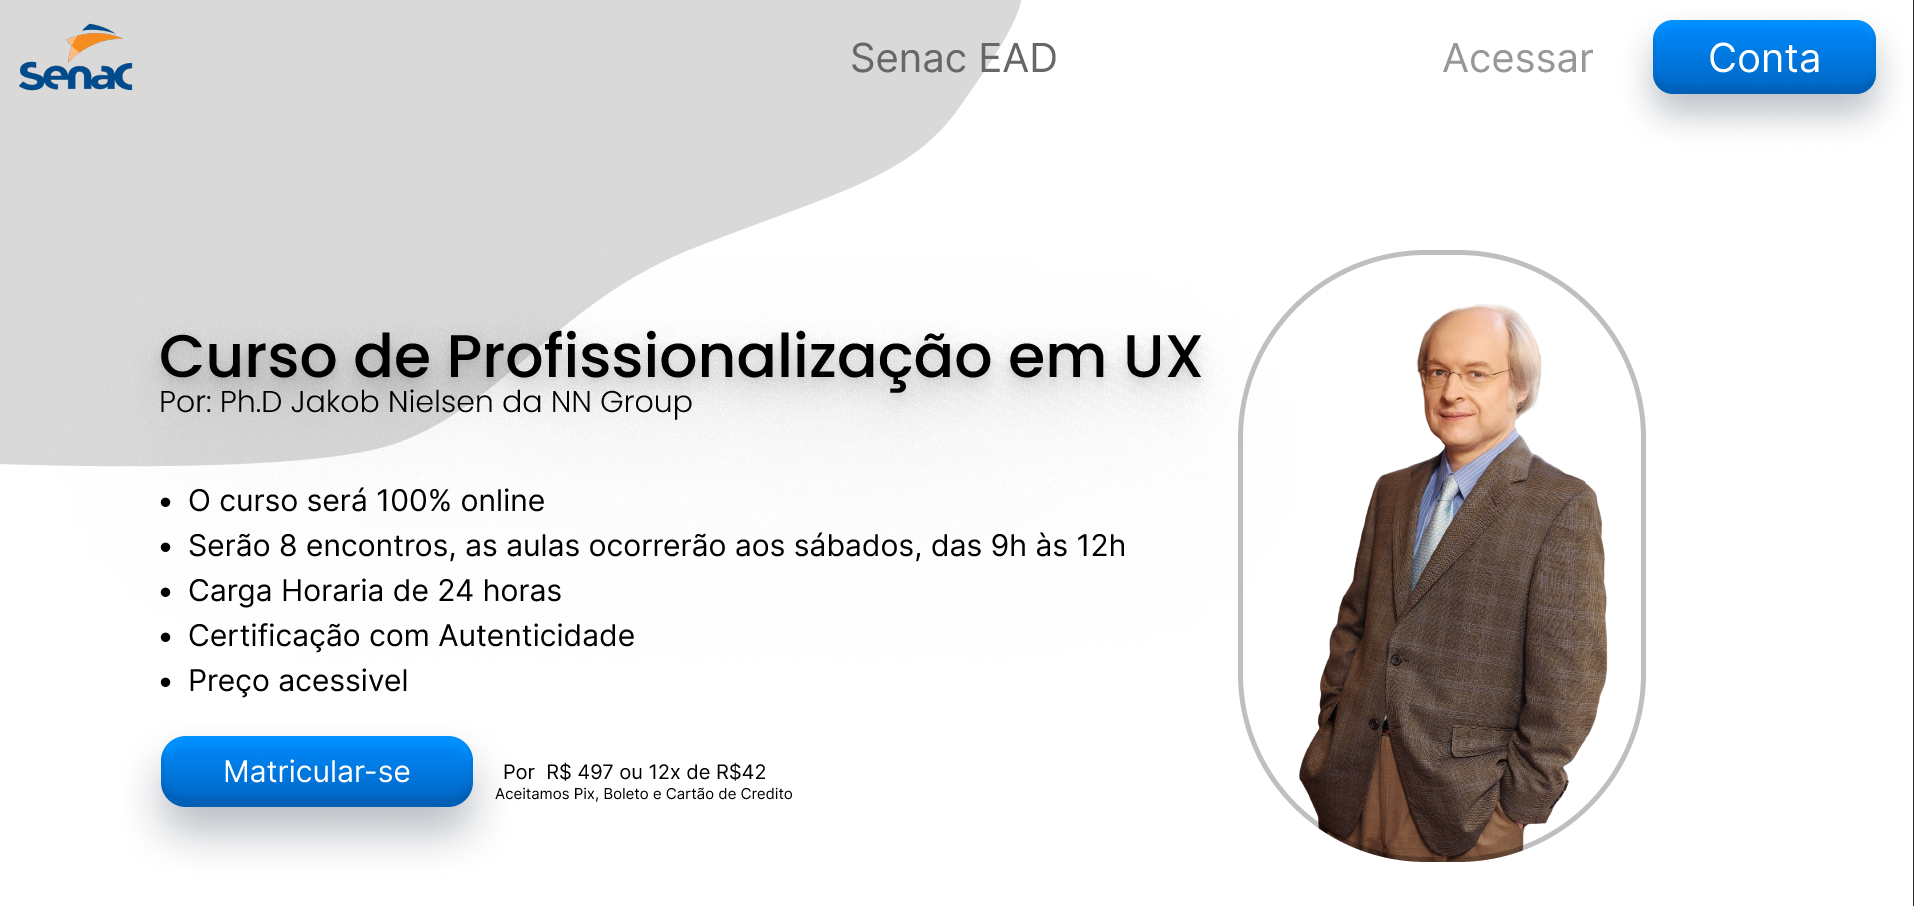 Senac
Senac EAD
Acessar
Conta
Curso de Profissionalização em UX
Por: Ph.D Jakob Nielsen da NN Group
• O curso será 100% online
• Serão 8 encontros, as aulas ocorrerão aos sábados, das 9h às 12h
• Carga Horaria de 24 horas
• Certificação com Autenticidade
• Preço acessivel
Matricular-se
Por R$ 497 ou 12x de R$42
Aceitamos Pix, Boleto e Cartão de Credito